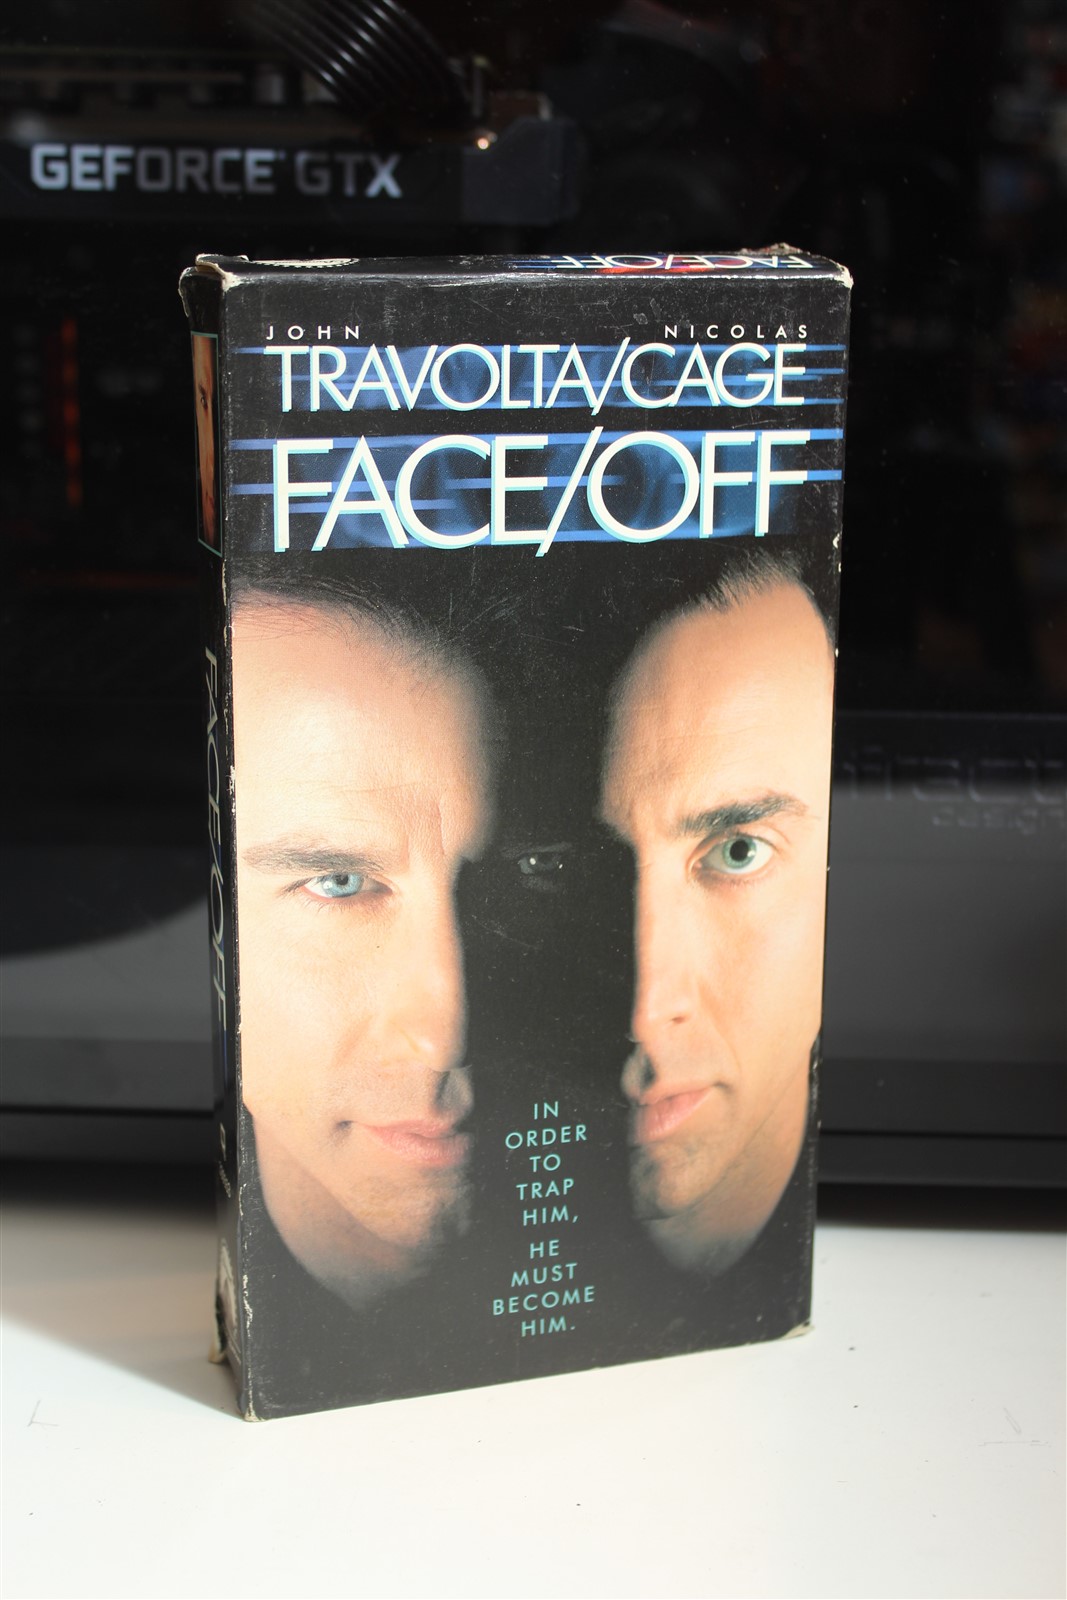 GEFORCE GTX
FACE/OFF
JOHN NICOLAS
TRAVOLTA/CAGE
FACE/OFF
FACE/OFF
IN
ORDER
TO
TRAP
HIM,
HE
MUST
BECOME
HIM.
design